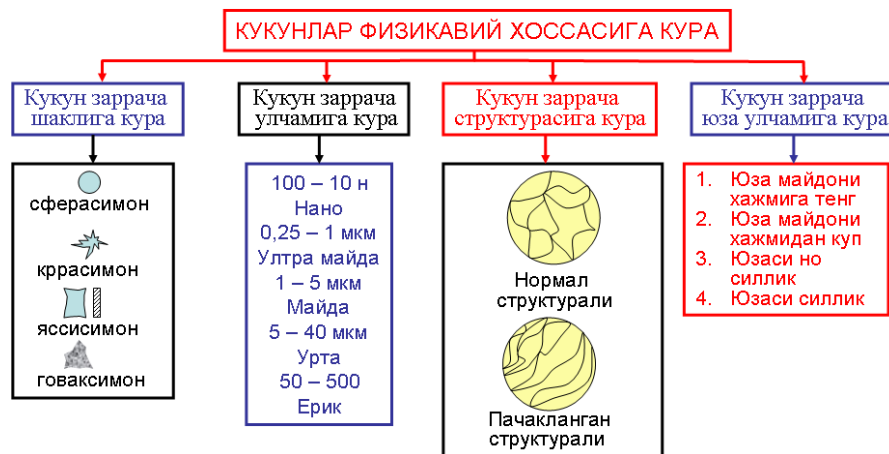 КУКУНЛАР ФИЗИКАВИЙ ХОССАСИГА КУРА
Кукун заррача
шаклига кура
Кукун заррача
улчамига кура
Кукун заррача
структурасига кура
Кукун заррача
юза улчамига кура
сферасимон
кррасимон
яссисимон
говаксимон
100 – 10 н
Нано
0,25 – 1 мкм
Ултра майда
1 – 5 мкм
Майда
5 – 40 мкм
Урта
50 – 500
Ерик
Нормал
структурали
Пачакланган
структурали
1. Юза майдони
хажмига тенг
2. Юза майдони
хажмидан куп
3. Юзаси но
силлик
4. Юзаси силлик